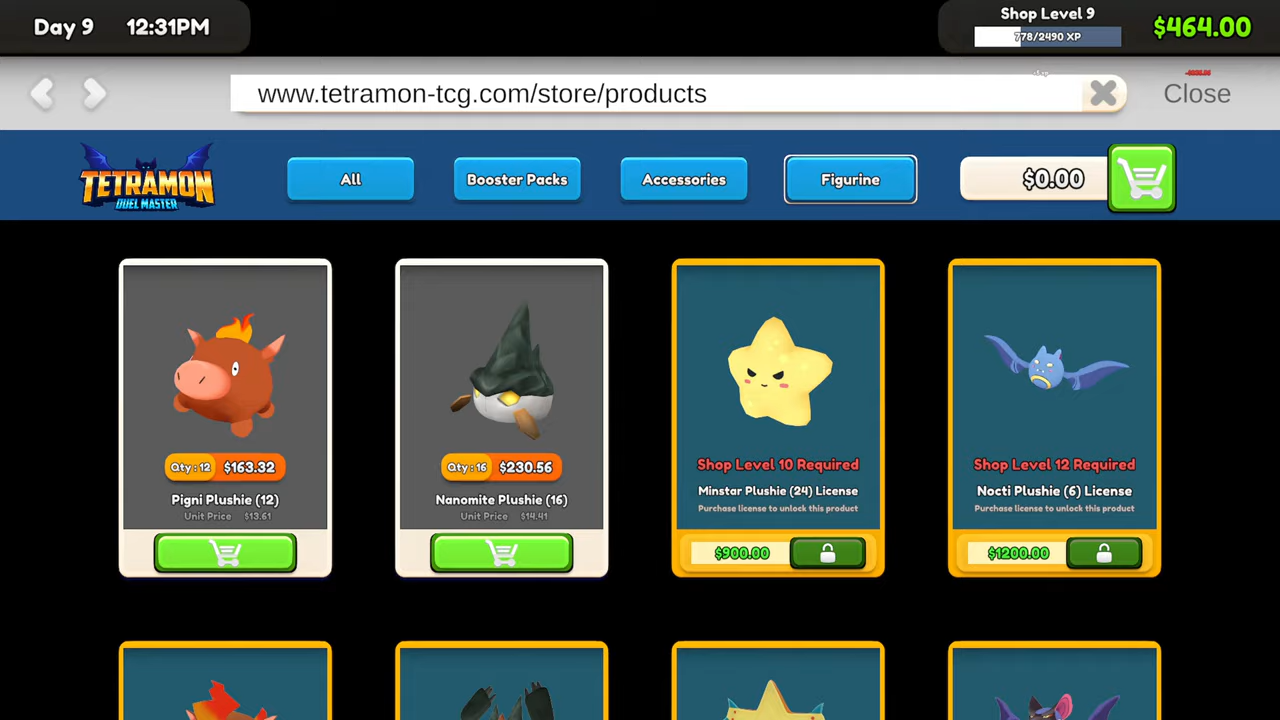 Day 9 12:31PM
Shop Level 9
778/2490 XP
$464.00
www.tetramon-tcg.com/store/products
Close
TETRAMON
DUEL MASTER
All
Booster Packs
Accessories
Figurine
$0.00
Qty : 12 $163.32
Pigni Plushie (12)
Unit Price $13.61
Qty : 16 $230.56
Nanomite Plushie (16)
Unit Price $14.41
Shop Level 10 Required
Minstar Plushie (24) License
Purchase license to unlock this product
$900.00
Shop Level 12 Required
Nocti Plushie (6) License
Purchase license to unlock this product
$1200.00